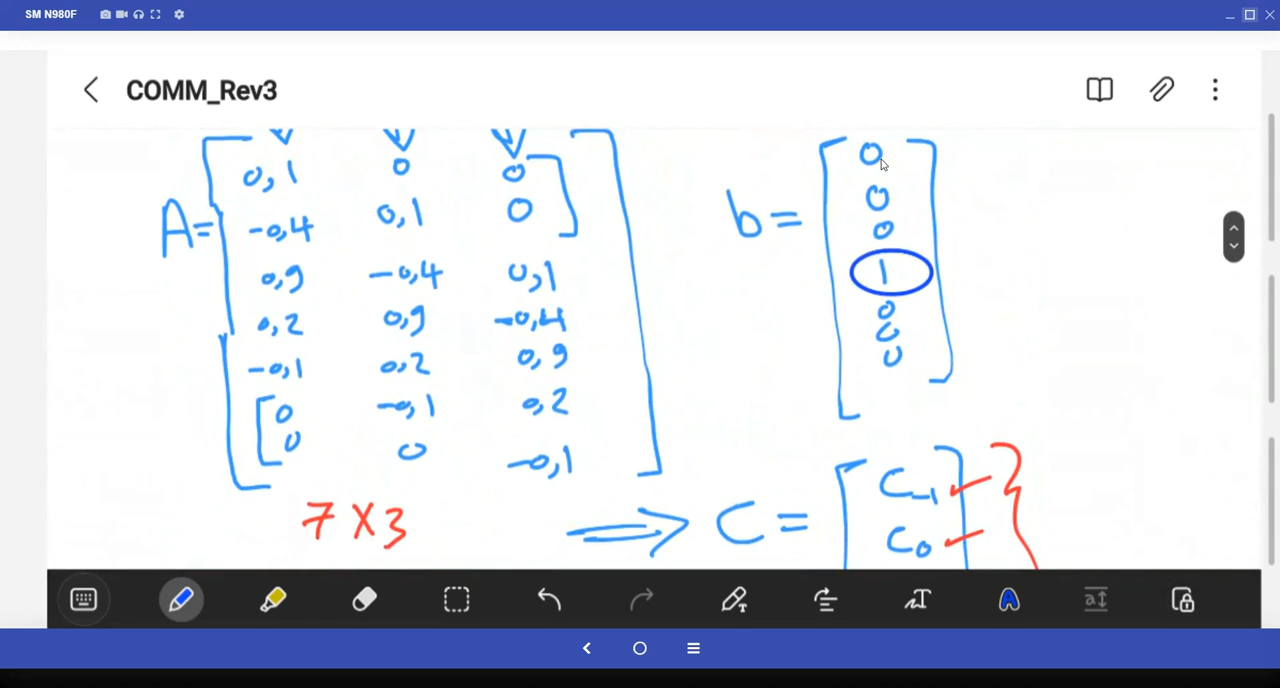 SM N980F
COMM_Rev3
A= 0,1 0 0
-0,4 0,1 0
0,9 -0,4 0,1
0,2 0,9 -0,4
-0,1 0,2 0,9
0 -0,1 0,2
0 0 -0,1
7 X 3
b= 0
0
0
1
0
0
0
⇒ C = C-1
C0